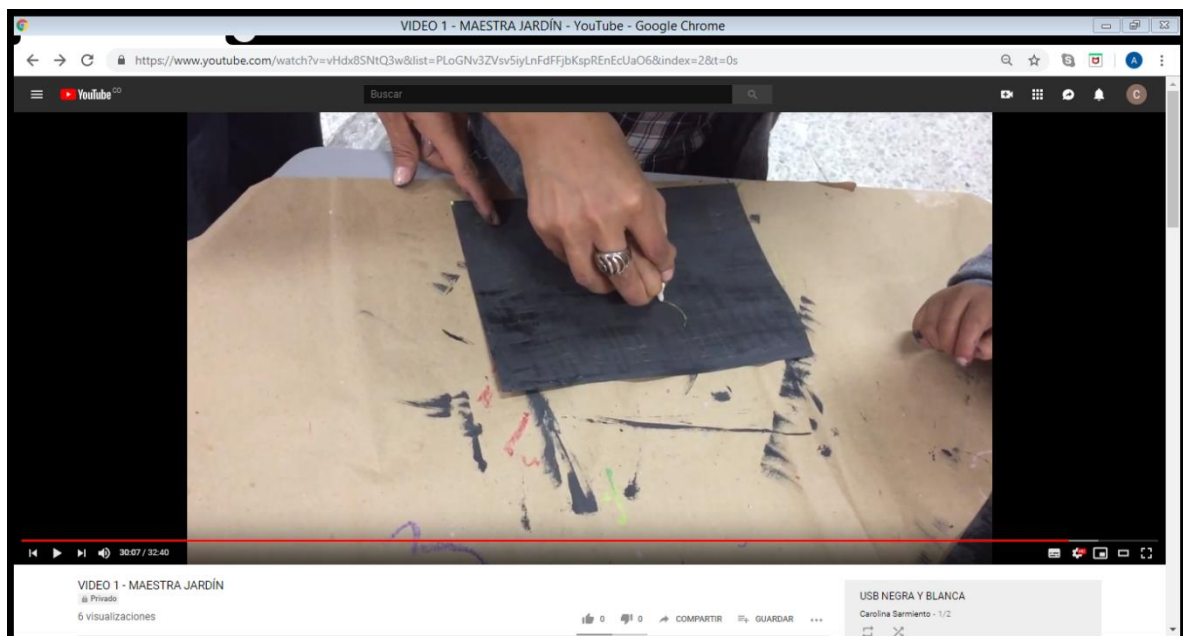 VIDEO 1 - MAESTRA JARDÍN - YouTube - Google Chrome
https://www.youtube.com/watch?v=vHdx8SNtQ3w&list=PLoGNv3ZVsv5iyLnFdFFjbKspREnEcUaO6&index=2&t=0s
A
YouTube CO
Buscar
C
30:07 / 32:40
VIDEO 1 - MAESTRA JARDÍN
Privado
6 visualizaciones
0 0 COMPARTIR GUARDAR
USB NEGRA Y BLANCA
Carolina Sarmiento - 1/2